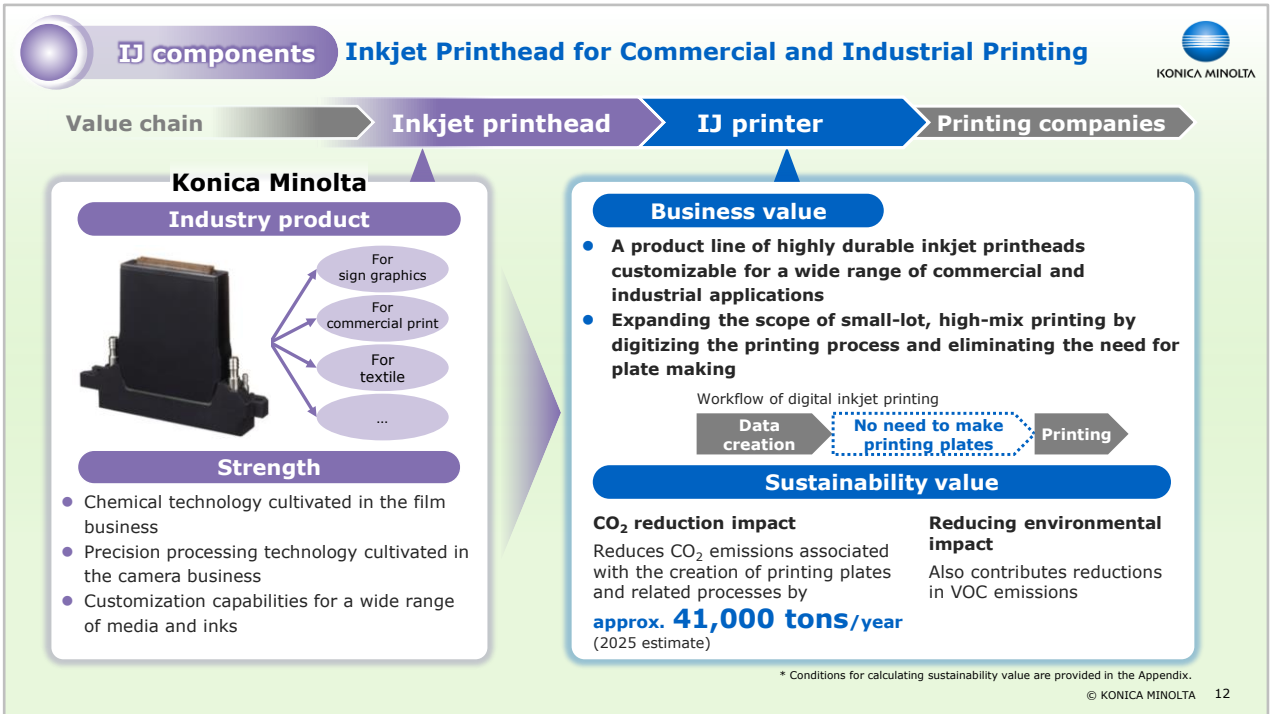 IJ components
Inkjet Printhead for Commercial and Industrial Printing
KONICA MINOLTA
Value chain
Inkjet printhead
IJ printer
Printing companies
Konica Minolta
Industry product
For
sign graphics
For
commercial print
For
textile
...
Strength
● Chemical technology cultivated in the film
business
● Precision processing technology cultivated in
the camera business
● Customization capabilities for a wide range
of media and inks
Business value
● A product line of highly durable inkjet printheads
customizable for a wide range of commercial and
industrial applications
● Expanding the scope of small-lot, high-mix printing by
digitizing the printing process and eliminating the need for
plate making
Workflow of digital inkjet printing
Data
creation
No need to make
printing plates
Printing
Sustainability value
CO₂ reduction impact
Reduces CO₂ emissions associated
with the creation of printing plates
and related processes by
approx. 41,000 tons/year
(2025 estimate)
Reducing environmental
impact
Also contributes reductions
in VOC emissions
* Conditions for calculating sustainability value are provided in the Appendix.
© KONICA MINOLTA 12